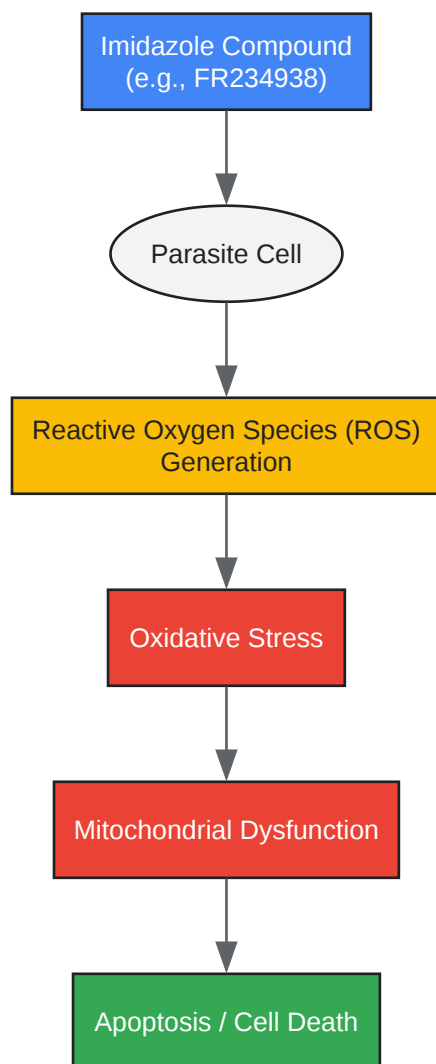 Imidazole Compound
(e.g., FR234938)
Parasite Cell
Reactive Oxygen Species (ROS)
Generation
Oxidative Stress
Mitochondrial Dysfunction
Apoptosis / Cell Death